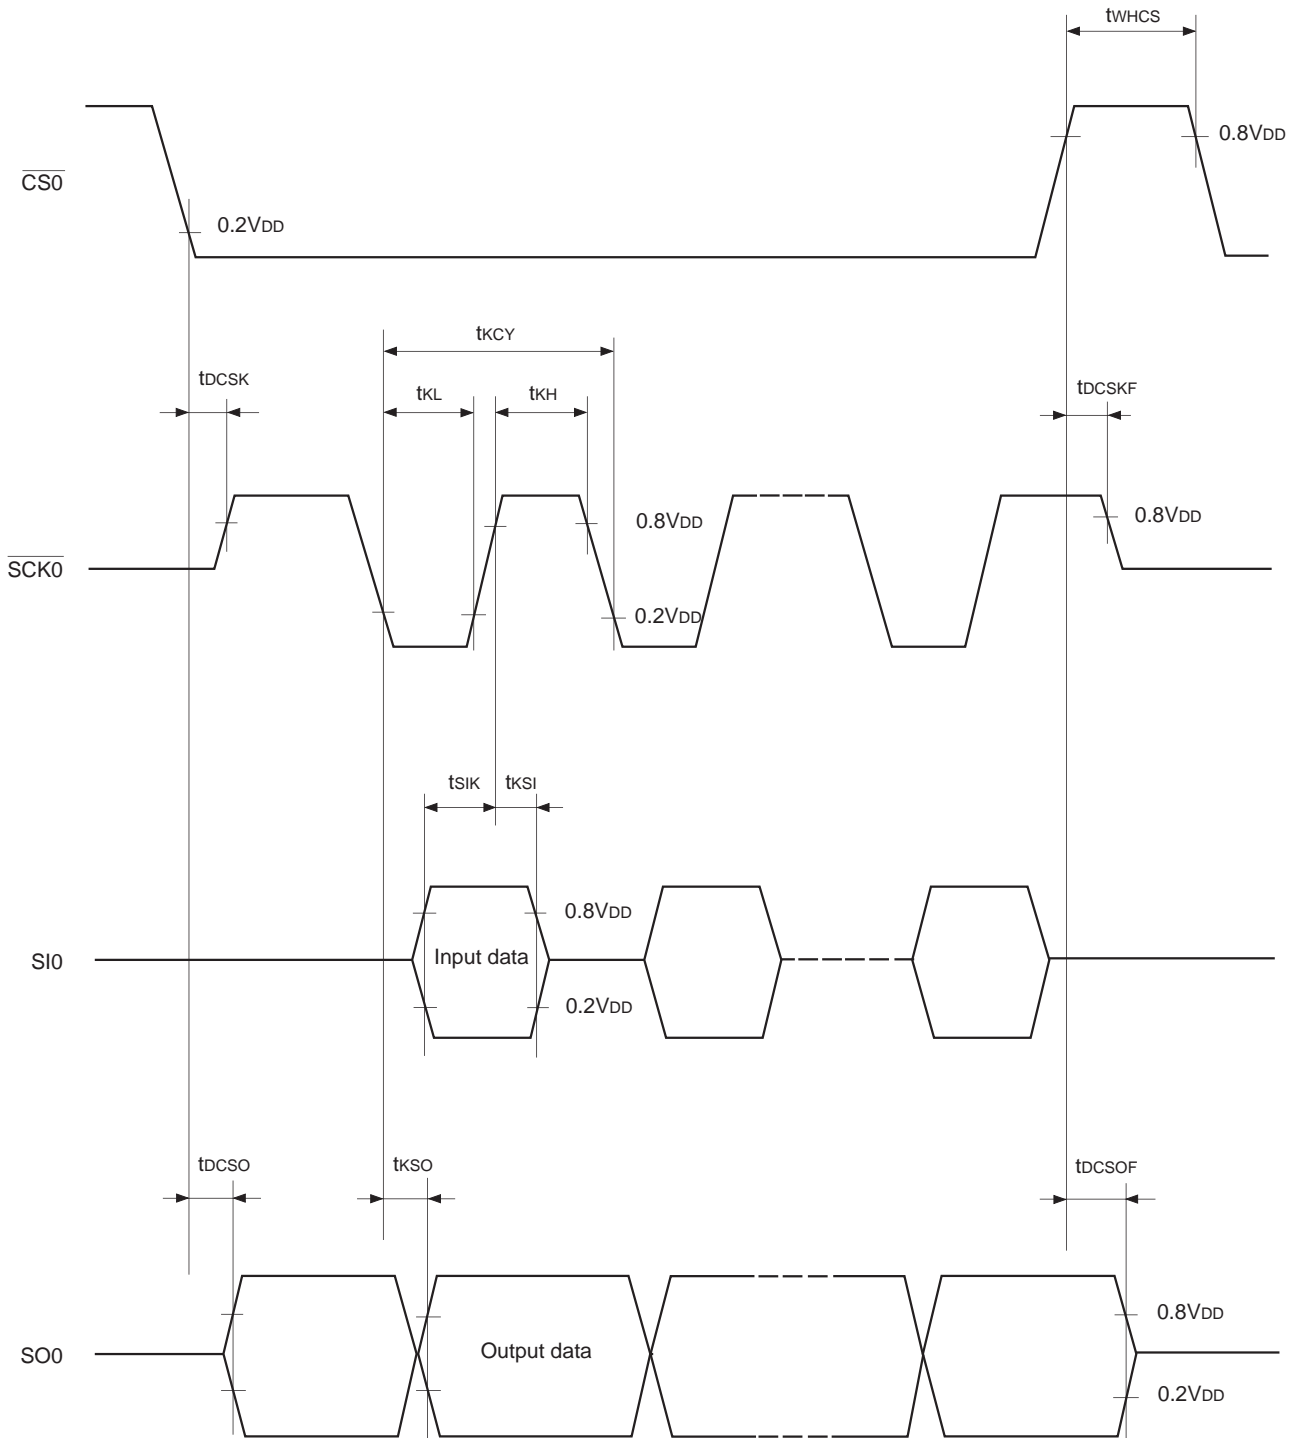 tWHCS
0.8VDD
CS0
0.2VDD
tKCY
tDCSK
tKL
tKH
tDCSKF
0.8VDD
0.8VDD
SCK0
0.2VDD
tSIK
tKSI
0.8VDD
SI0
Input data
0.2VDD
tDCSO
tKSO
tDCSOF
0.8VDD
SO0
Output data
0.2VDD